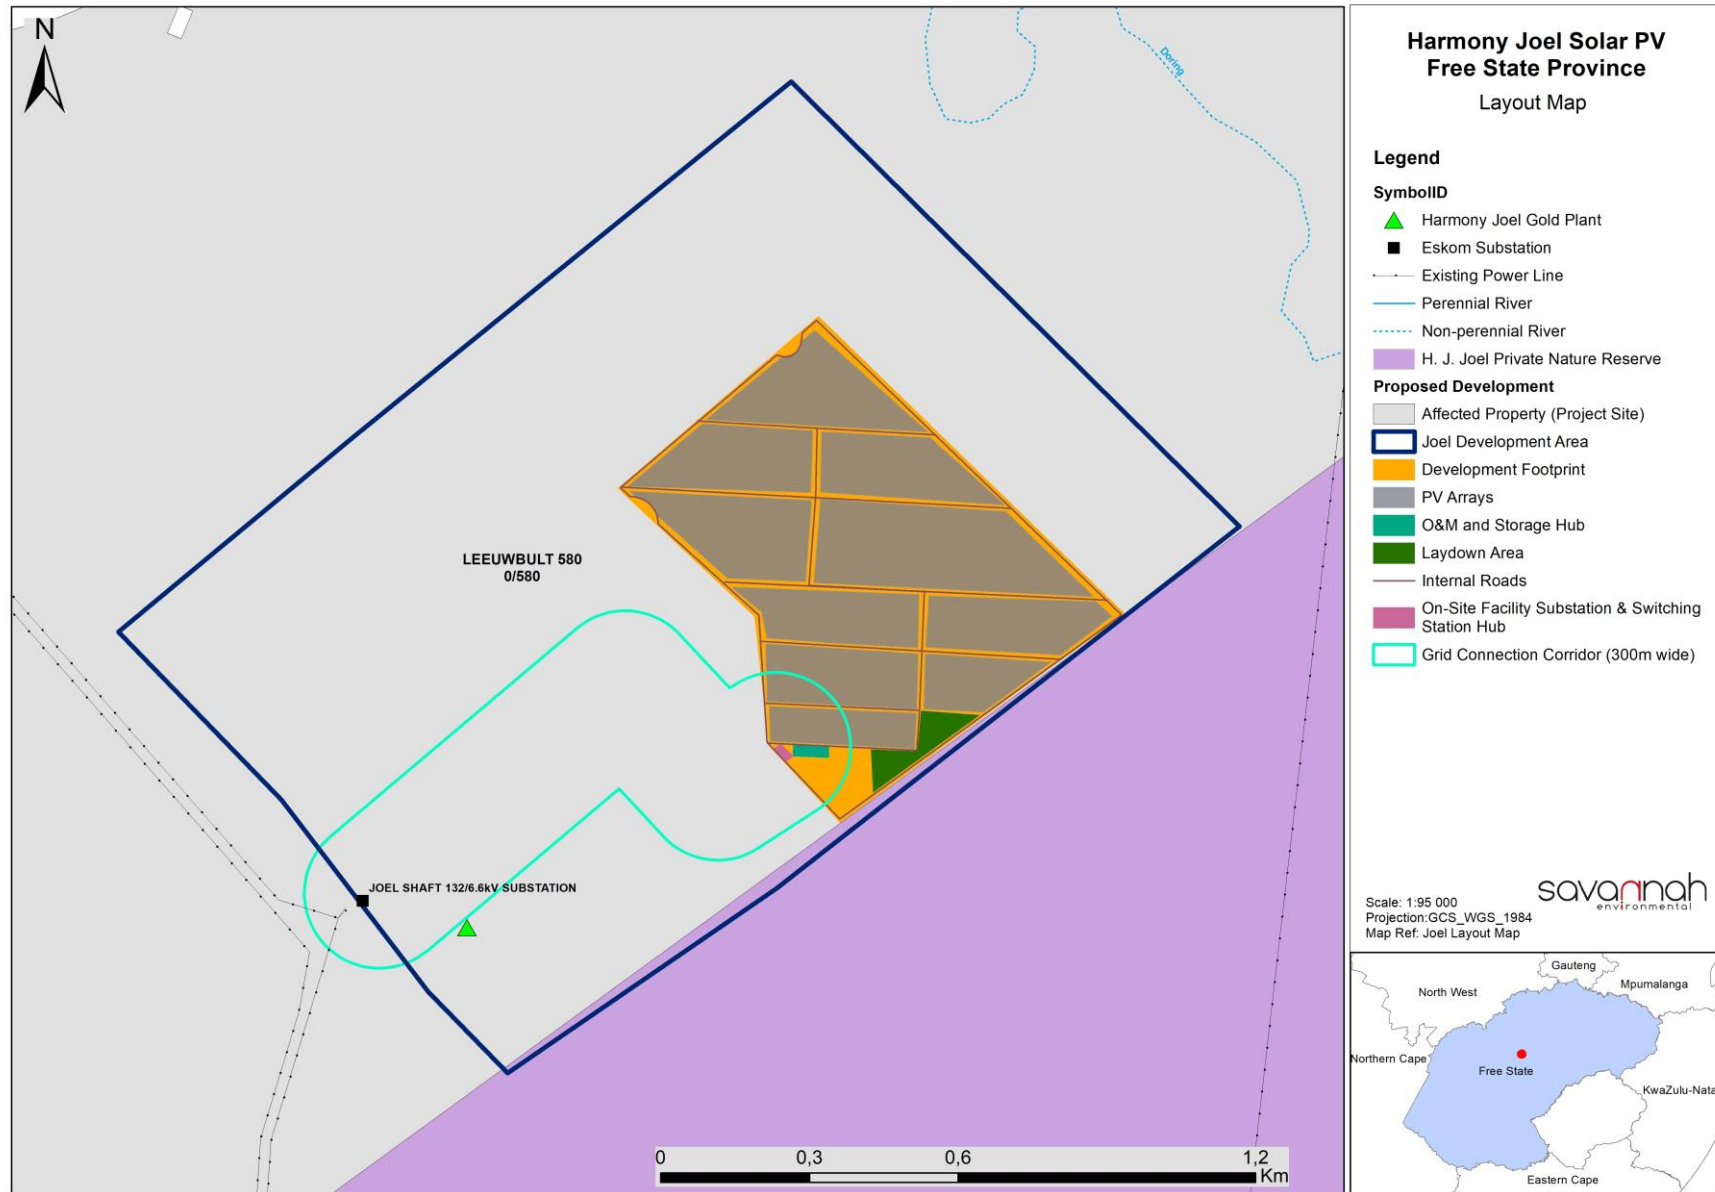 N
Doring
LEEUWBULT 580
0/580
JOEL SHAFT 132/6.6kV SUBSTATION
0
0,3
0,6
1,2
Km
Harmony Joel Solar PV
Free State Province
Layout Map
Legend
SymbolID
Harmony Joel Gold Plant
Eskom Substation
Existing Power Line
Perennial River
Non-perennial River
H. J. Joel Private Nature Reserve
Proposed Development
Affected Property (Project Site)
Joel Development Area
Development Footprint
PV Arrays
O&M and Storage Hub
Laydown Area
Internal Roads
On-Site Facility Substation & Switching
Station Hub
Grid Connection Corridor (300m wide)
savannah
environmental
Scale: 1:95 000
Projection:GCS_WGS_1984
Map Ref: Joel Layout Map
Gauteng
North West
Mpumalanga
Northern Cape
Free State
KwaZulu-Nata
Eastern Cape